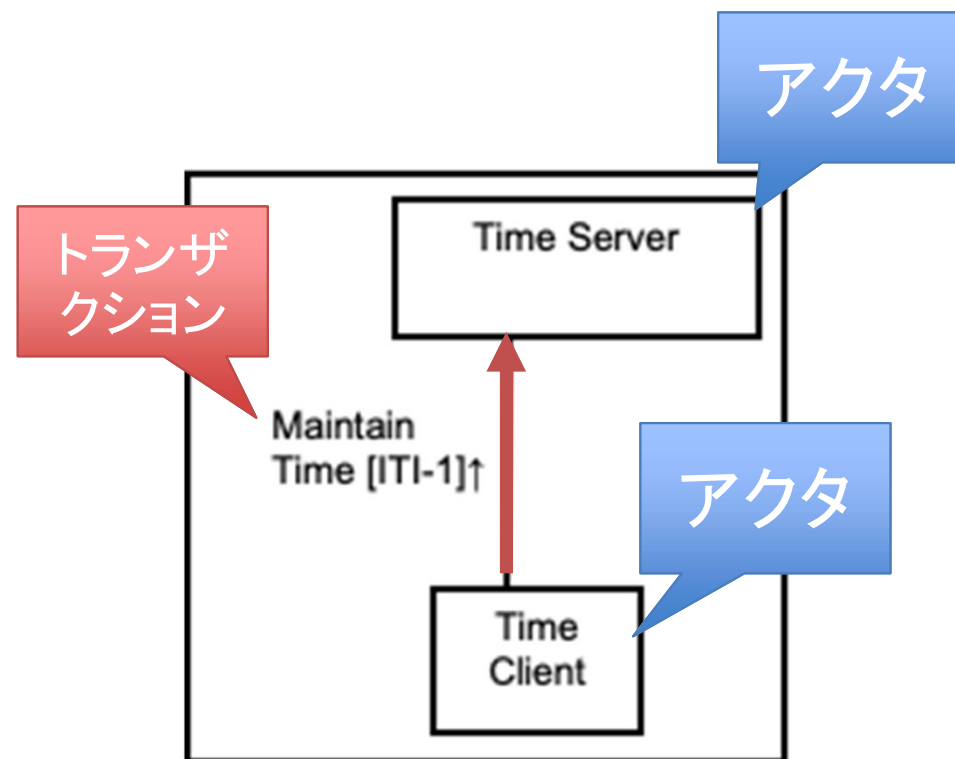 アクタ
Time Server
トランザ
クション
Maintain
Time [ITI-1]↑
アクタ
Time
Client